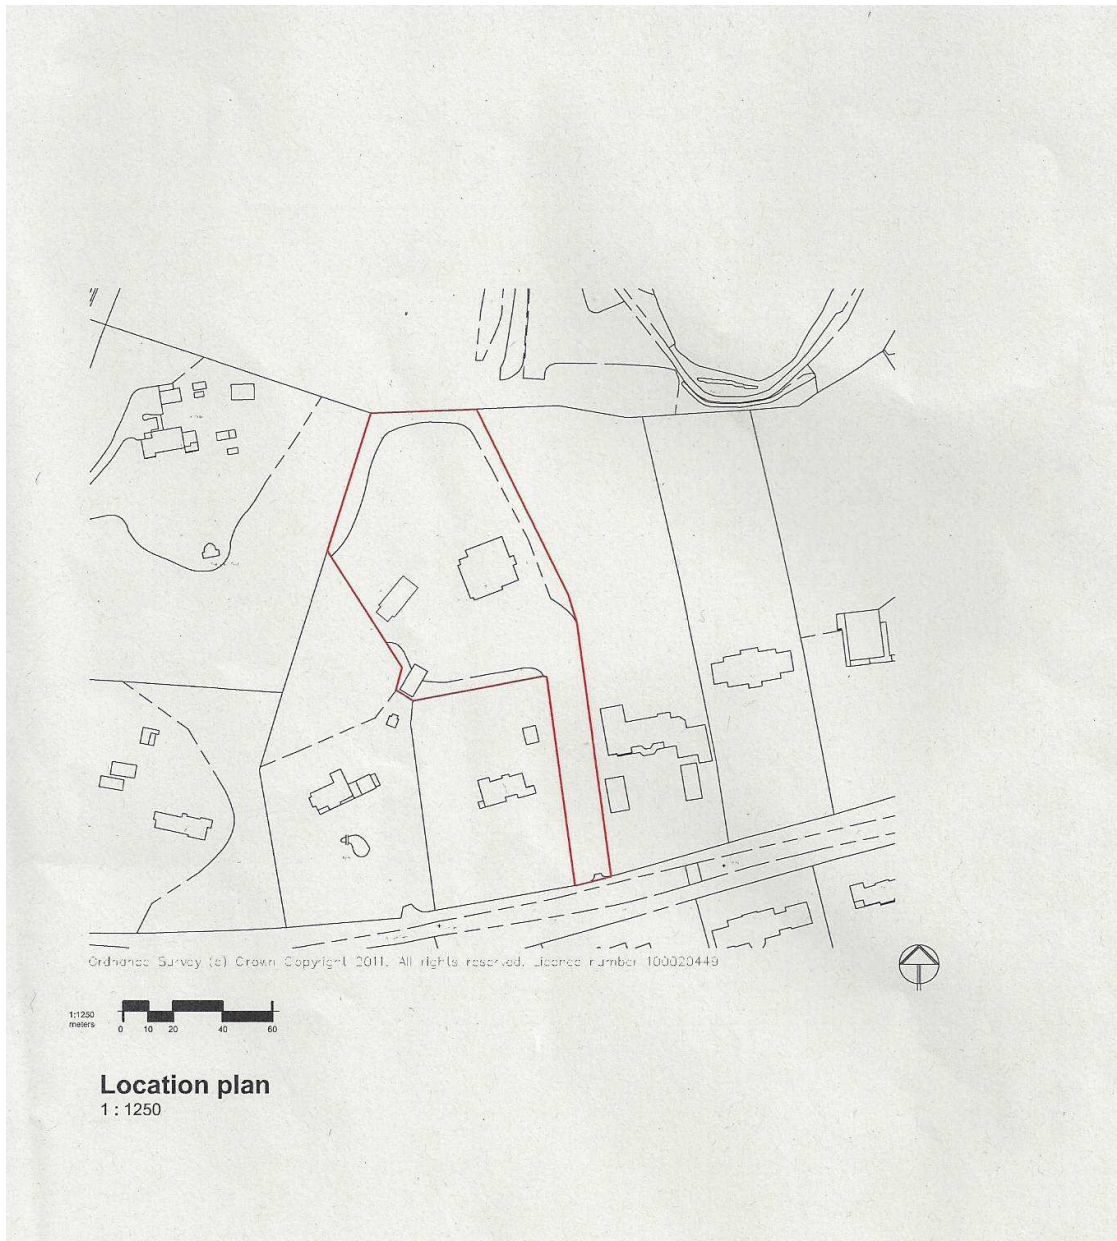 Ordnance Survey (c) Crown Copyright 2011. All rights reserved. Licence number 100020449
1:1250
meters
0 10 20 40 60
Location plan
1 : 1250